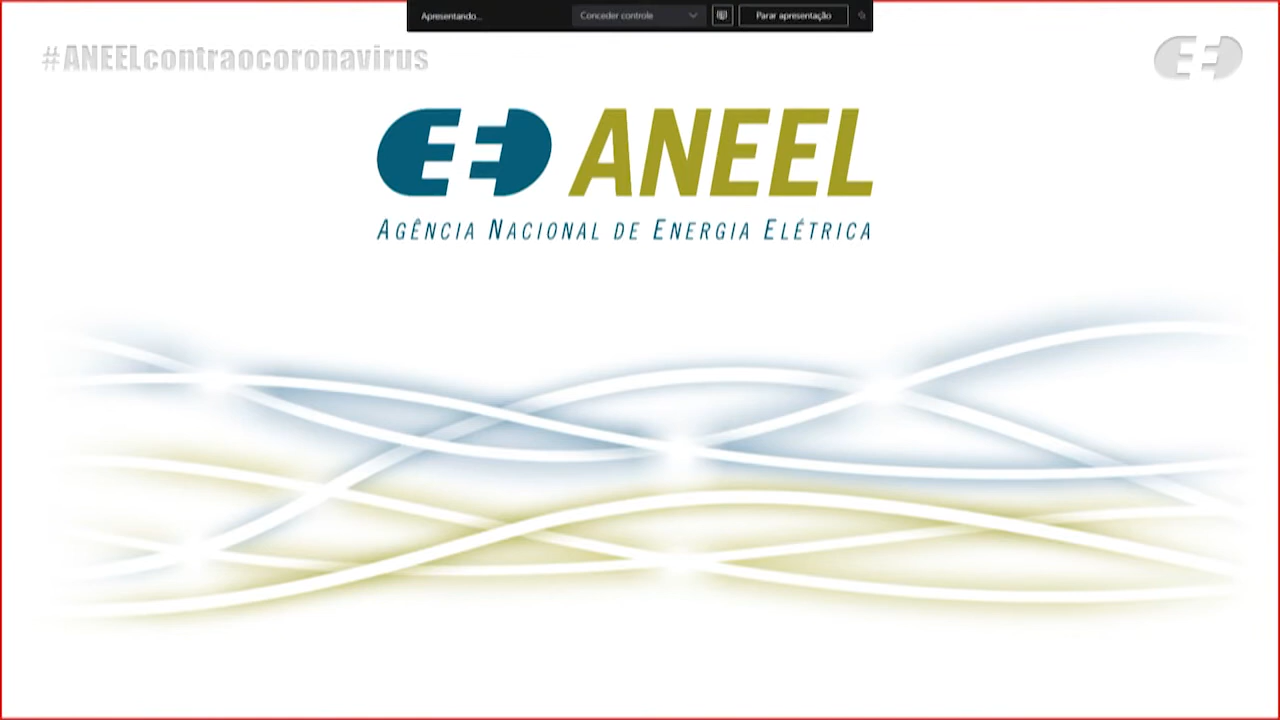 Apresentando...
Conceder controle
Parar apresentação
#ANEELcontraocoronavirus
ANEEL
AGÊNCIA NACIONAL DE ENERGIA ELÉTRICA